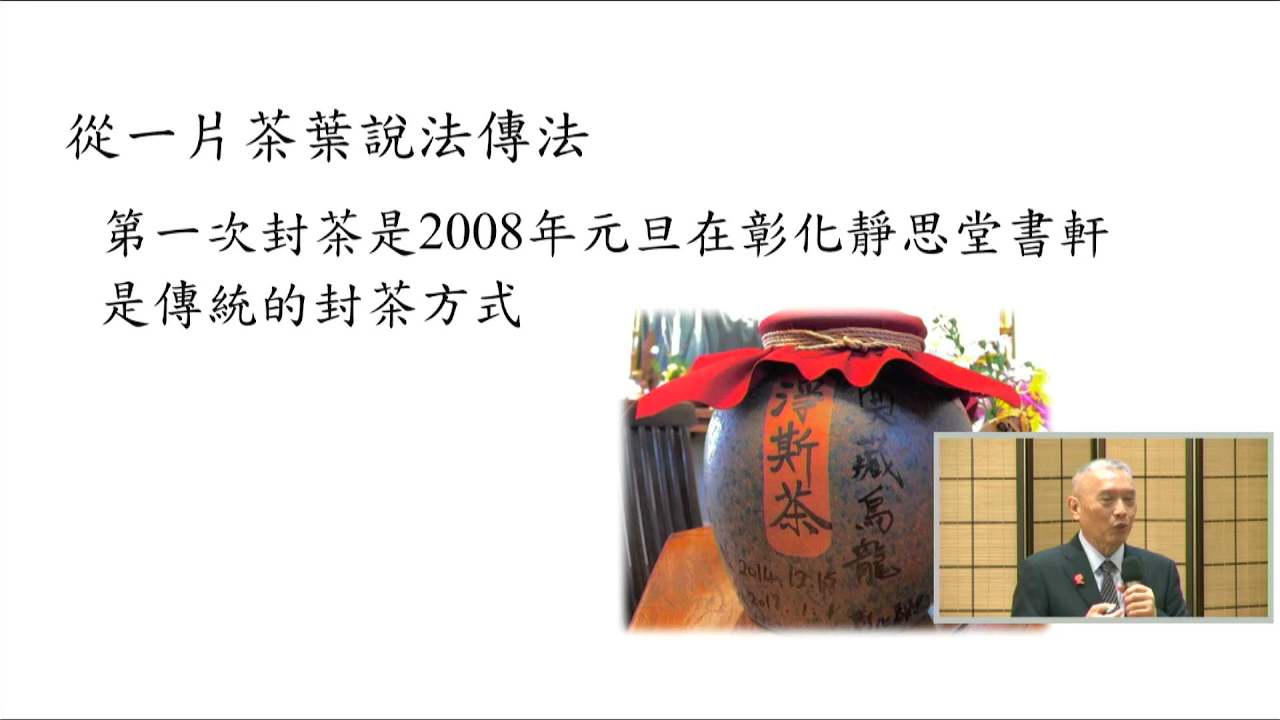 從一片茶葉說法傳法
第一次封茶是2008年元旦在彰化靜思堂書軒
是傳統的封茶方式
淨斯茶
藏烏龍
2014.12.15